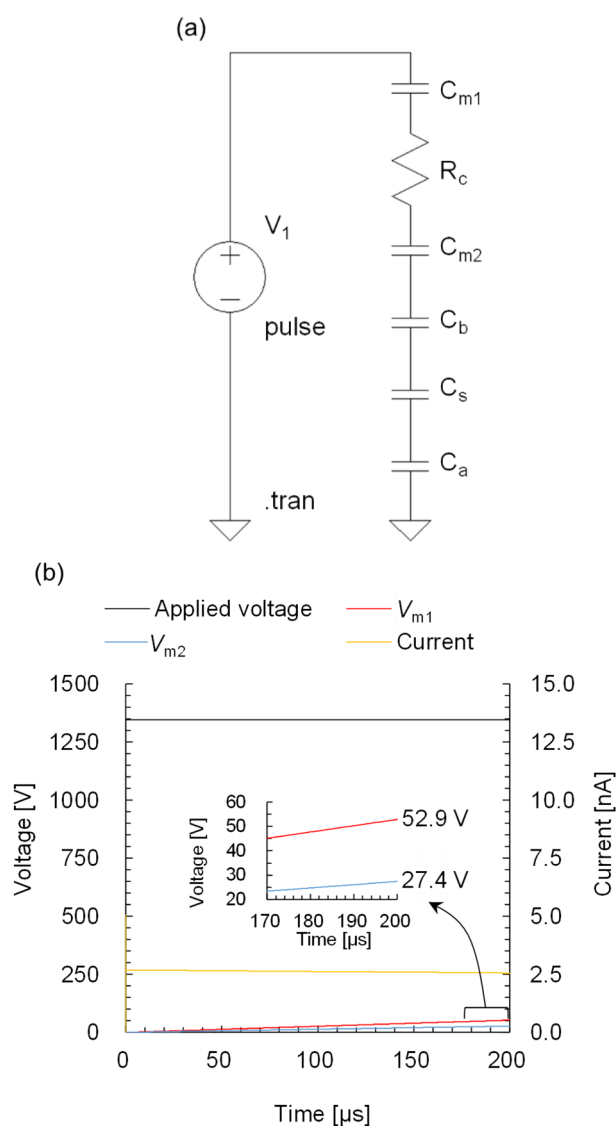 (a)
Cm1
Rc
V1
+
−
Cm2
pulse
Cb
Cs
Ca
.tran
(b)
Applied voltage Vm1
Vm2 Current
1500 15.0
1250 12.5
1000 10.0
750 7.5
500 5.0
250 2.5
0 0.0
Voltage [V]
Current [nA]
60
50
40
30
20
Voltage [V]
52.9 V
27.4 V
170 180 190 200
Time [µs]
0 50 100 150 200
Time [µs]